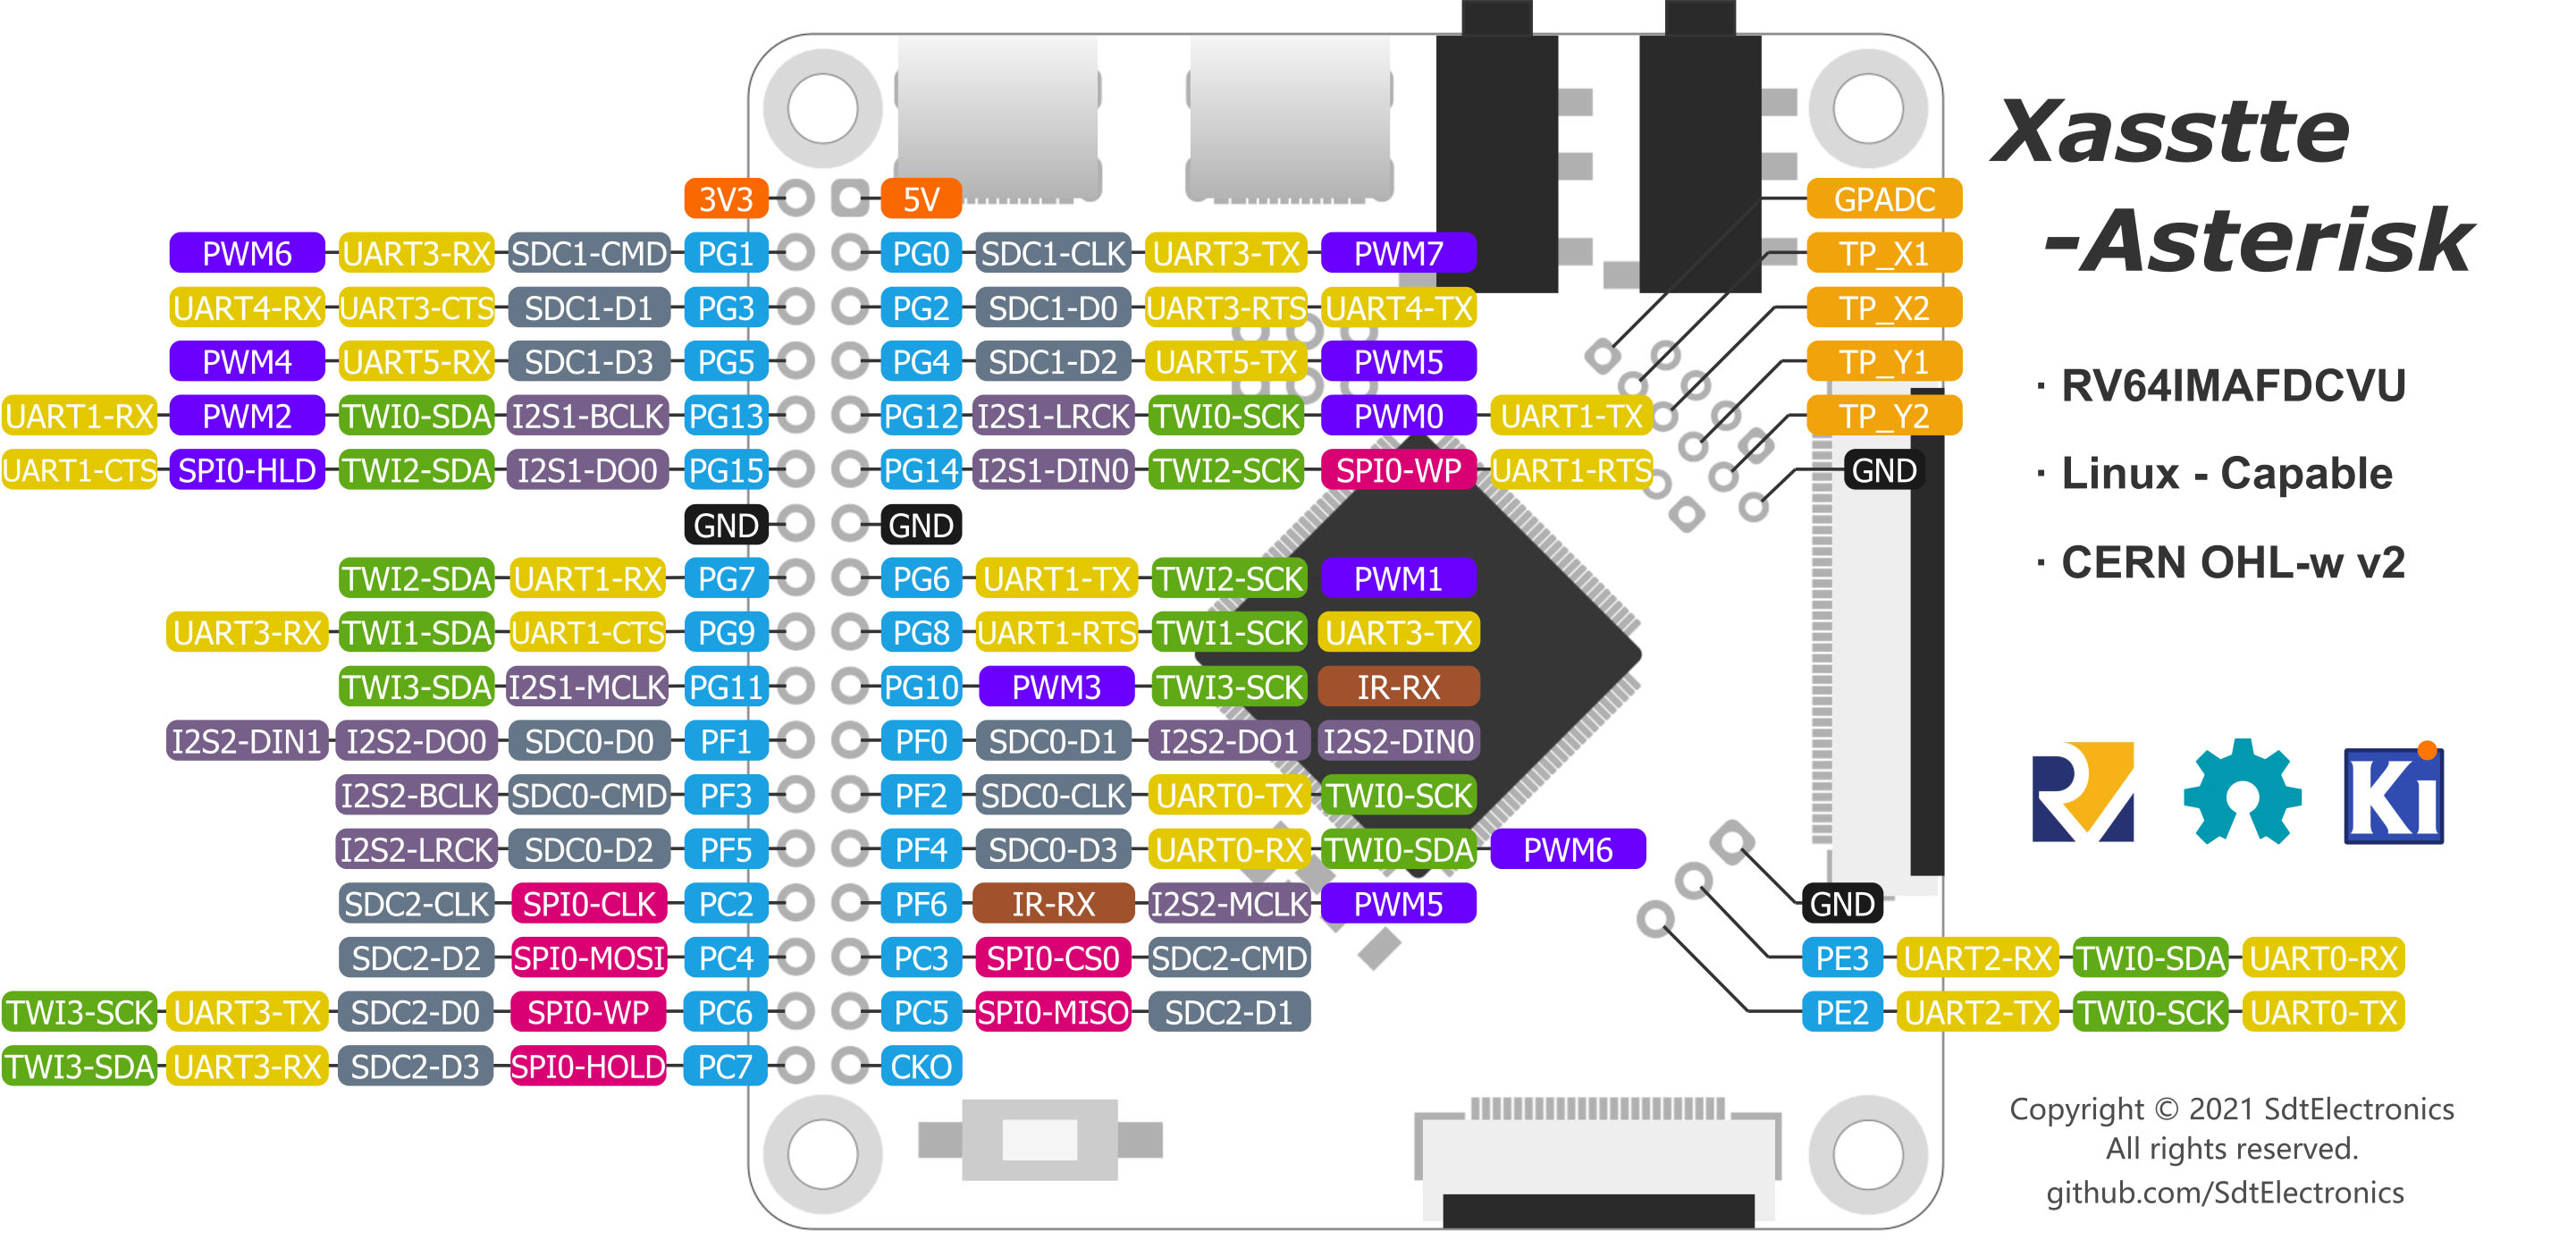 Xasstte
-Asterisk
3V3 5V GPADC
PWM6 UART3-RX SDC1-CMD PG1 PG0 SDC1-CLK UART3-TX PWM7 TP_X1
UART4-RX UART3-CTS SDC1-D1 PG3 PG2 SDC1-D0 UART3-RTS UART4-TX TP_X2
PWM4 UART5-RX SDC1-D3 PG5 PG4 SDC1-D2 UART5-TX PWM5 TP_Y1
UART1-RX PWM2 TWI0-SDA I2S1-BCLK PG13 PG12 I2S1-LRCK TWI0-SCK PWM0 UART1-TX TP_Y2
UART1-CTS SPI0-HLD TWI2-SDA I2S1-DO0 PG15 PG14 I2S1-DIN0 TWI2-SCK SPI0-WP UART1-RTS GND
GND GND
TWI2-SDA UART1-RX PG7 PG6 UART1-TX TWI2-SCK PWM1
UART3-RX TWI1-SDA UART1-CTS PG9 PG8 UART1-RTS TWI1-SCK UART3-TX
TWI3-SDA I2S1-MCLK PG11 PG10 PWM3 TWI3-SCK IR-RX
I2S2-DIN1 I2S2-DO0 SDC0-D0 PF1 PF0 SDC0-D1 I2S2-DO1 I2S2-DIN0
I2S2-BCLK SDC0-CMD PF3 PF2 SDC0-CLK UART0-TX TWI0-SCK
I2S2-LRCK SDC0-D2 PF5 PF4 SDC0-D3 UART0-RX TWI0-SDA PWM6
SDC2-CLK SPI0-CLK PC2 PF6 IR-RX I2S2-MCLK PWM5 GND
SDC2-D2 SPI0-MOSI PC4 PC3 SPI0-CS0 SDC2-CMD PE3 UART2-RX TWI0-SDA UART0-RX
TWI3-SCK UART3-TX SDC2-D0 SPI0-WP PC6 PC5 SPI0-MISO SDC2-D1 PE2 UART2-TX TWI0-SCK UART0-TX
TWI3-SDA UART3-RX SDC2-D3 SPI0-HOLD PC7 CKO
· RV64IMAFDCVU
· Linux - Capable
· CERN OHL-w v2
Ki
Copyright © 2021 SdtElectronics
All rights reserved.
github.com/SdtElectronics